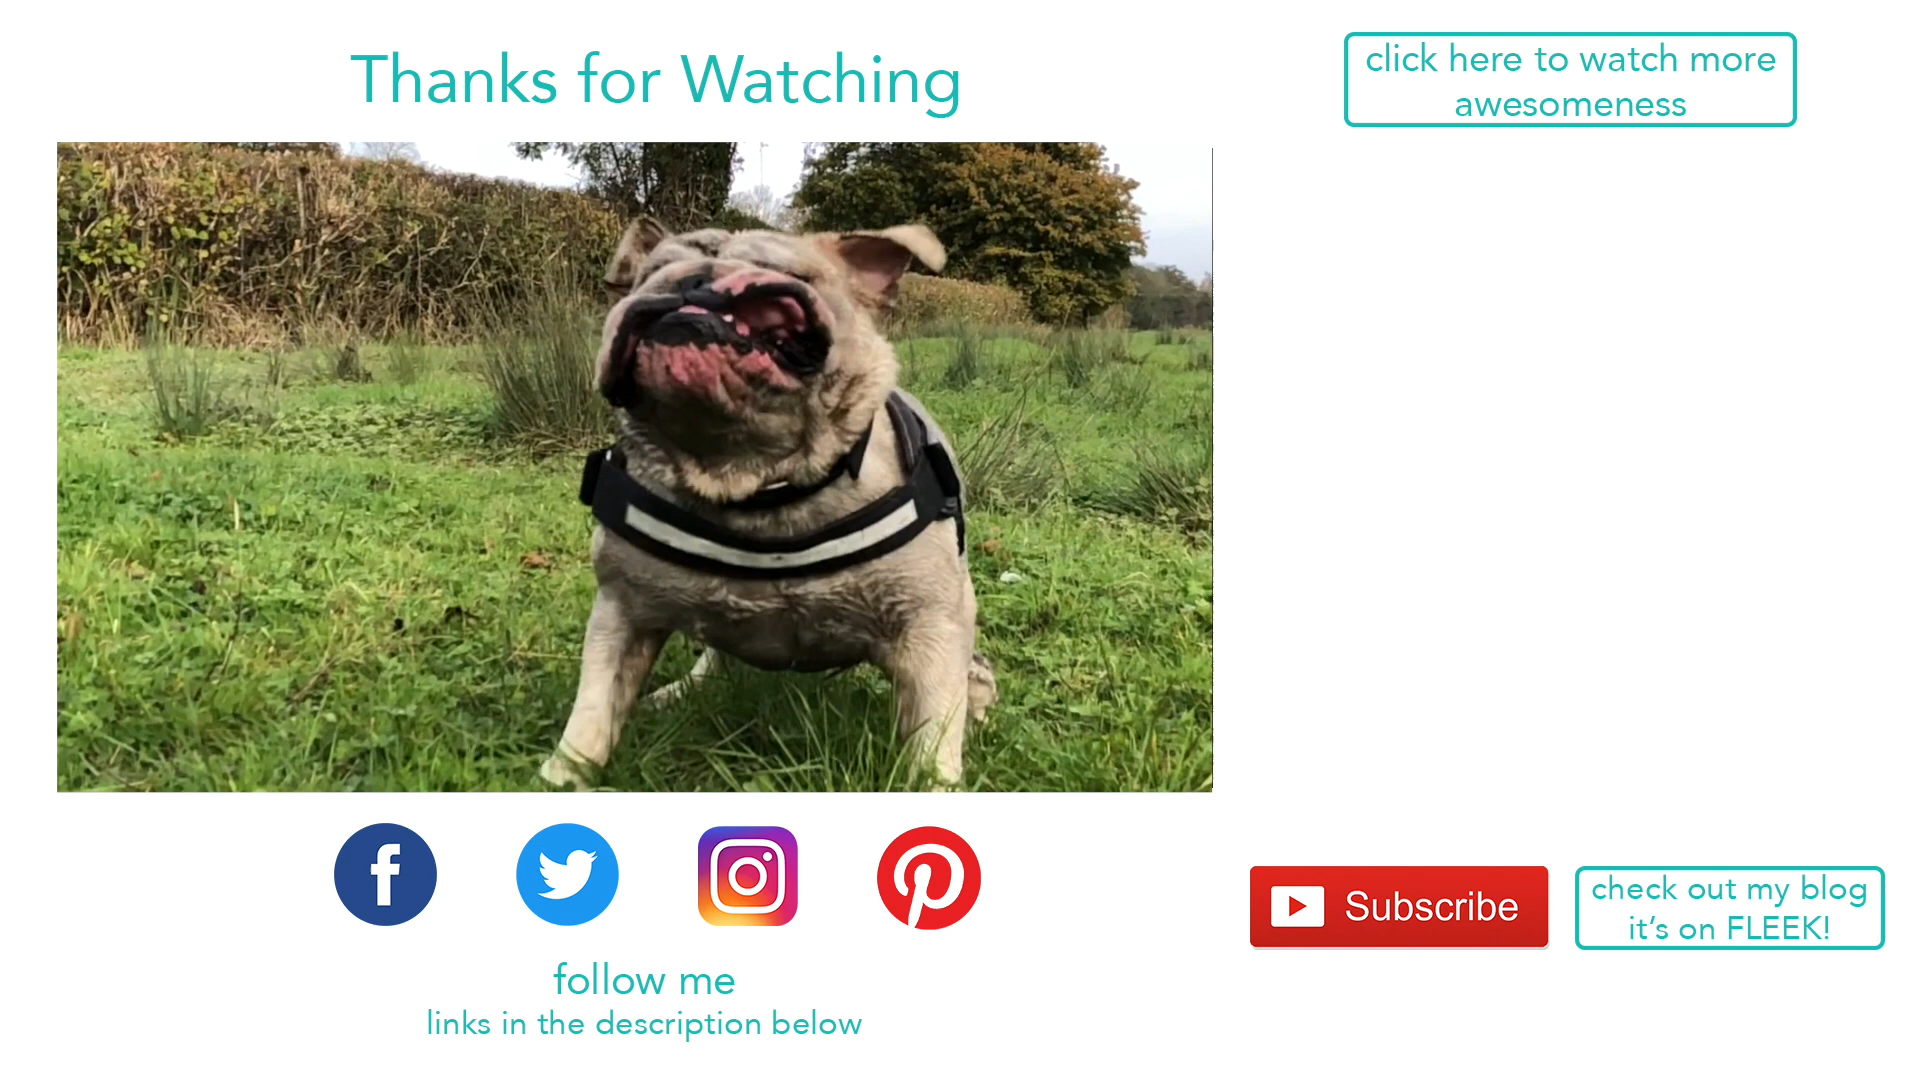 Thanks for Watching
click here to watch more
awesomeness
Subscribe
check out my blog
it's on FLEEK!
follow me
links in the description below